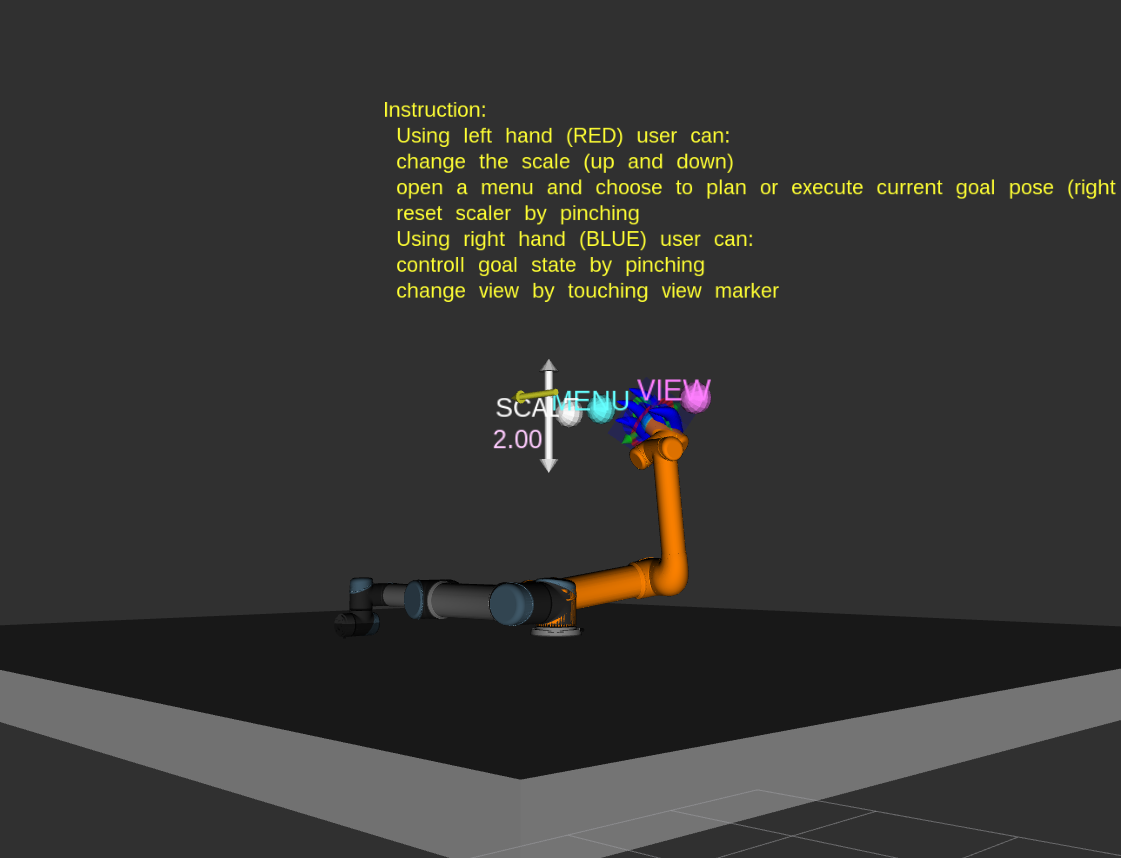 Instruction:
Using left hand (RED) user can:
change the scale (up and down)
open a menu and choose to plan or execute current goal pose (right
reset scaler by pinching
Using right hand (BLUE) user can:
controll goal state by pinching
change view by touching view marker
VIEW
MENU
SCALE
2.00